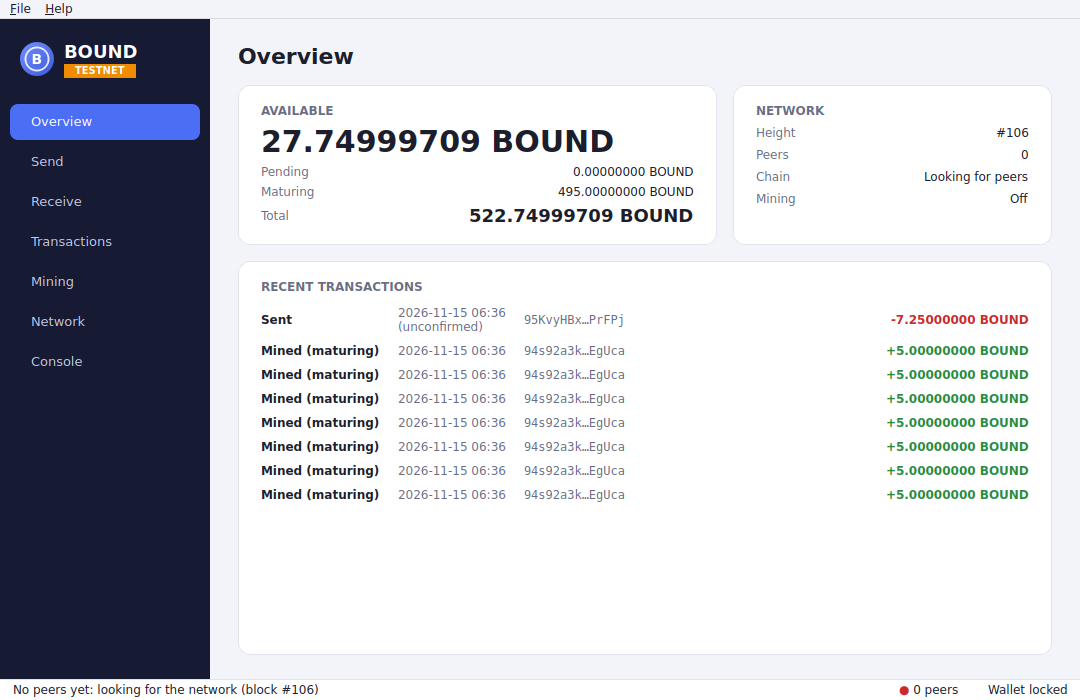 File Help
B BOUND
TESTNET
Overview
Send
Receive
Transactions
Mining
Network
Console
Overview
AVAILABLE
27.74999709 BOUND
Pending 0.00000000 BOUND
Maturing 495.00000000 BOUND
Total 522.74999709 BOUND
NETWORK
Height #106
Peers 0
Chain Looking for peers
Mining Off
RECENT TRANSACTIONS
Sent 2026-11-15 06:36 (unconfirmed) 95KvyHBx…PrFPj -7.25000000 BOUND
Mined (maturing) 2026-11-15 06:36 94s92a3k…EgUca +5.00000000 BOUND
Mined (maturing) 2026-11-15 06:36 94s92a3k…EgUca +5.00000000 BOUND
Mined (maturing) 2026-11-15 06:36 94s92a3k…EgUca +5.00000000 BOUND
Mined (maturing) 2026-11-15 06:36 94s92a3k…EgUca +5.00000000 BOUND
Mined (maturing) 2026-11-15 06:36 94s92a3k…EgUca +5.00000000 BOUND
Mined (maturing) 2026-11-15 06:36 94s92a3k…EgUca +5.00000000 BOUND
Mined (maturing) 2026-11-15 06:36 94s92a3k…EgUca +5.00000000 BOUND
No peers yet: looking for the network (block #106) 0 peers Wallet locked